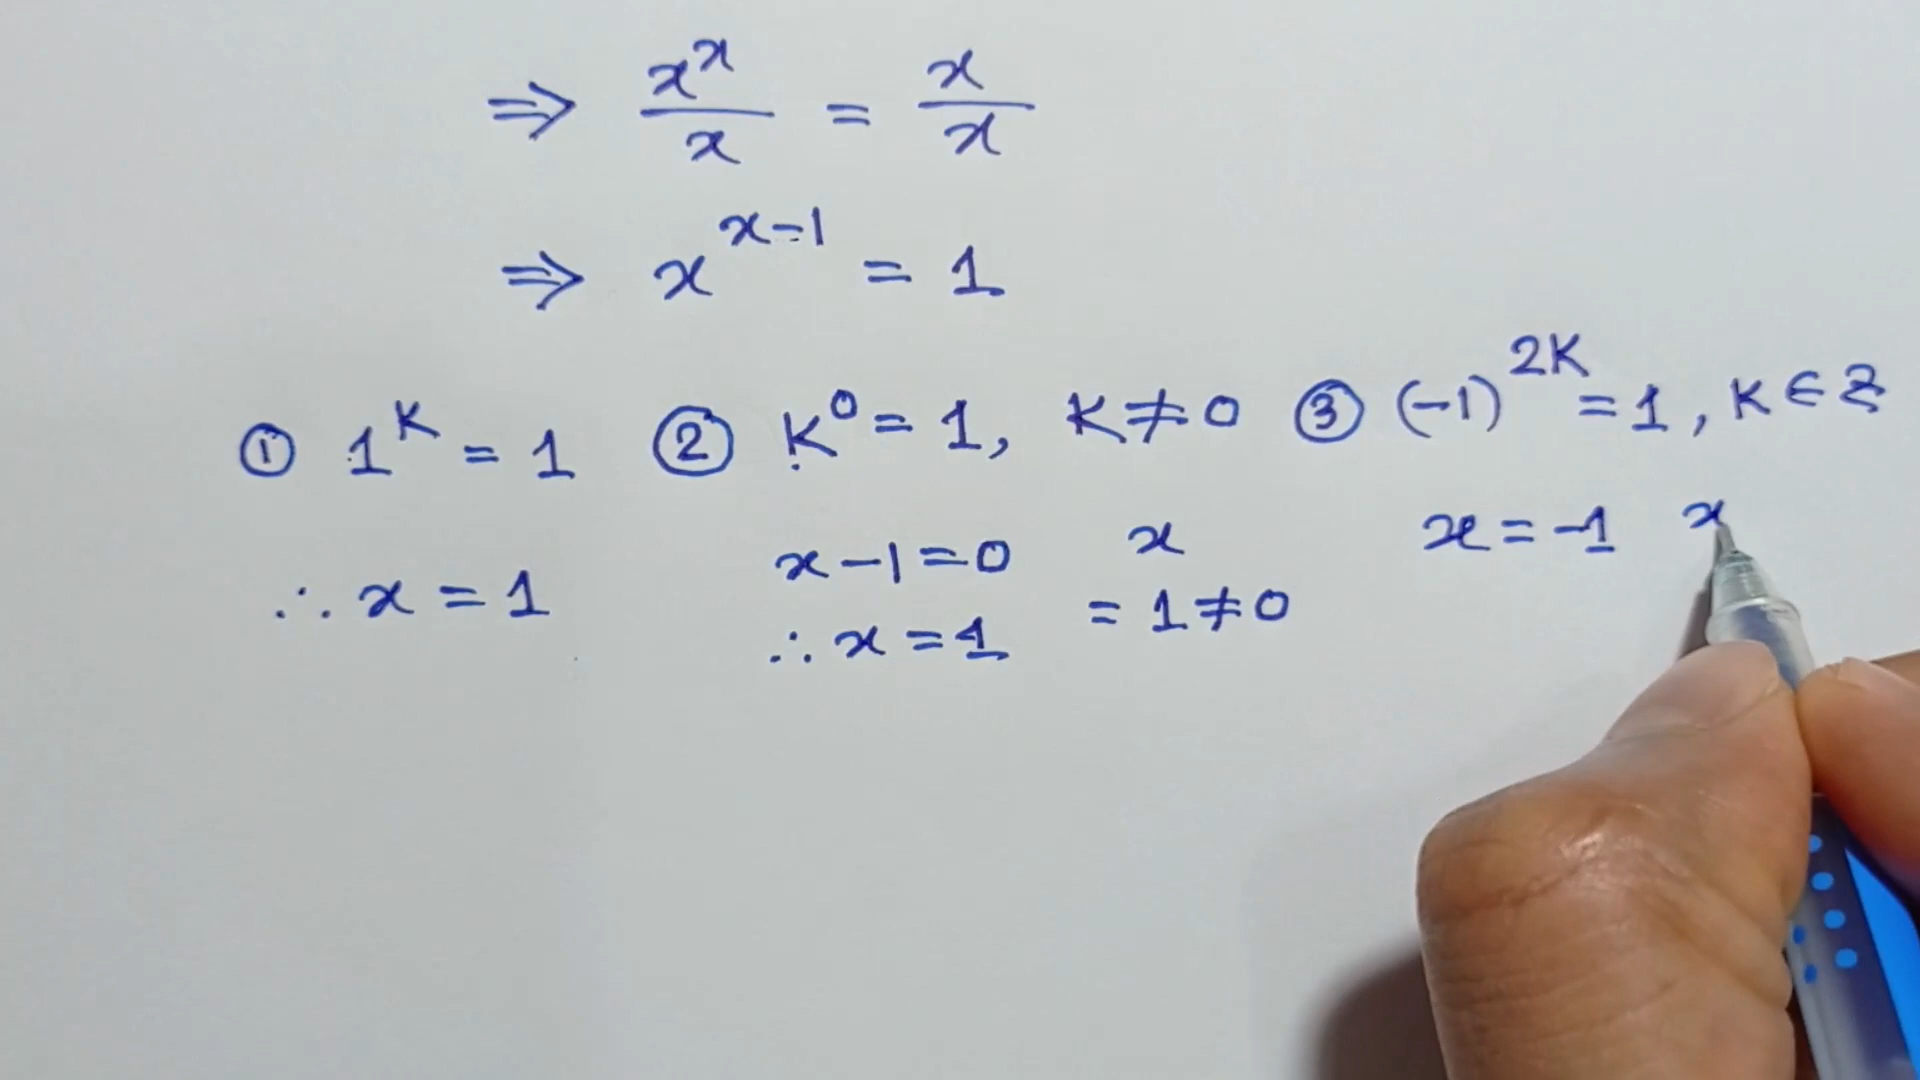 ⇒ x^x/x = x/x
⇒ x^(x-1) = 1
① 1^K = 1 ② K^0 = 1, K ≠ 0 ③ (-1)^2K = 1, K ∈ Z
x - 1 = 0 x x = -1 x
∴ x = 1 ∴ x = 1 = 1 ≠ 0